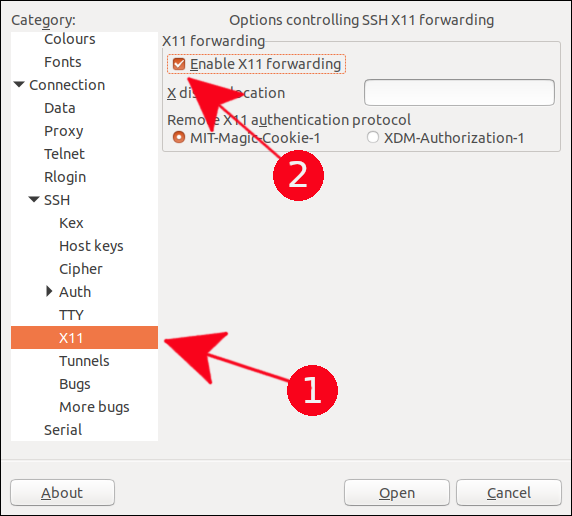 Category:
Options controlling SSH X11 forwarding
Colours
Fonts
Connection
Data
Proxy
Telnet
Rlogin
SSH
Kex
Host keys
Cipher
Auth
TTY
X11
Tunnels
Bugs
More bugs
Serial
X11 forwarding
Enable X11 forwarding
X location
Remote X11 authentication protocol
MIT-Magic-Cookie-1
XDM-Authorization-1
2
1
About
Open
Cancel